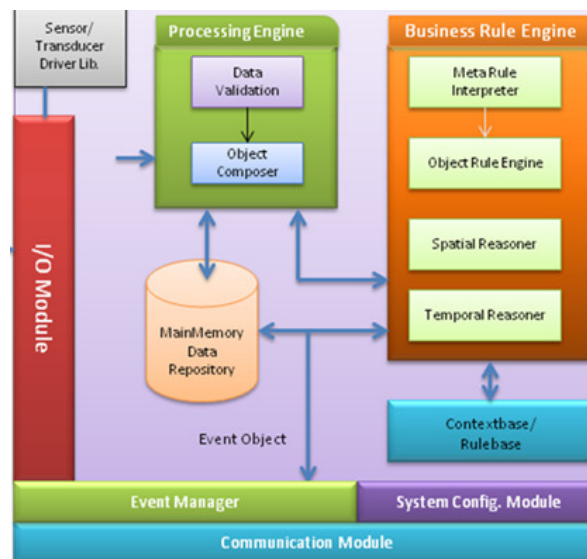 Sensor/
Transducer
Driver Lib.
Processing Engine
Data
Validation
Object
Composer
Business Rule Engine
Meta Rule
Interpreter
Object Rule Engine
Spatial Reasoner
Temporal Reasoner
I/O Module
MainMemory
Data
Repository
Event Object
Contextbase/
Rulebase
Event Manager
System Config. Module
Communication Module